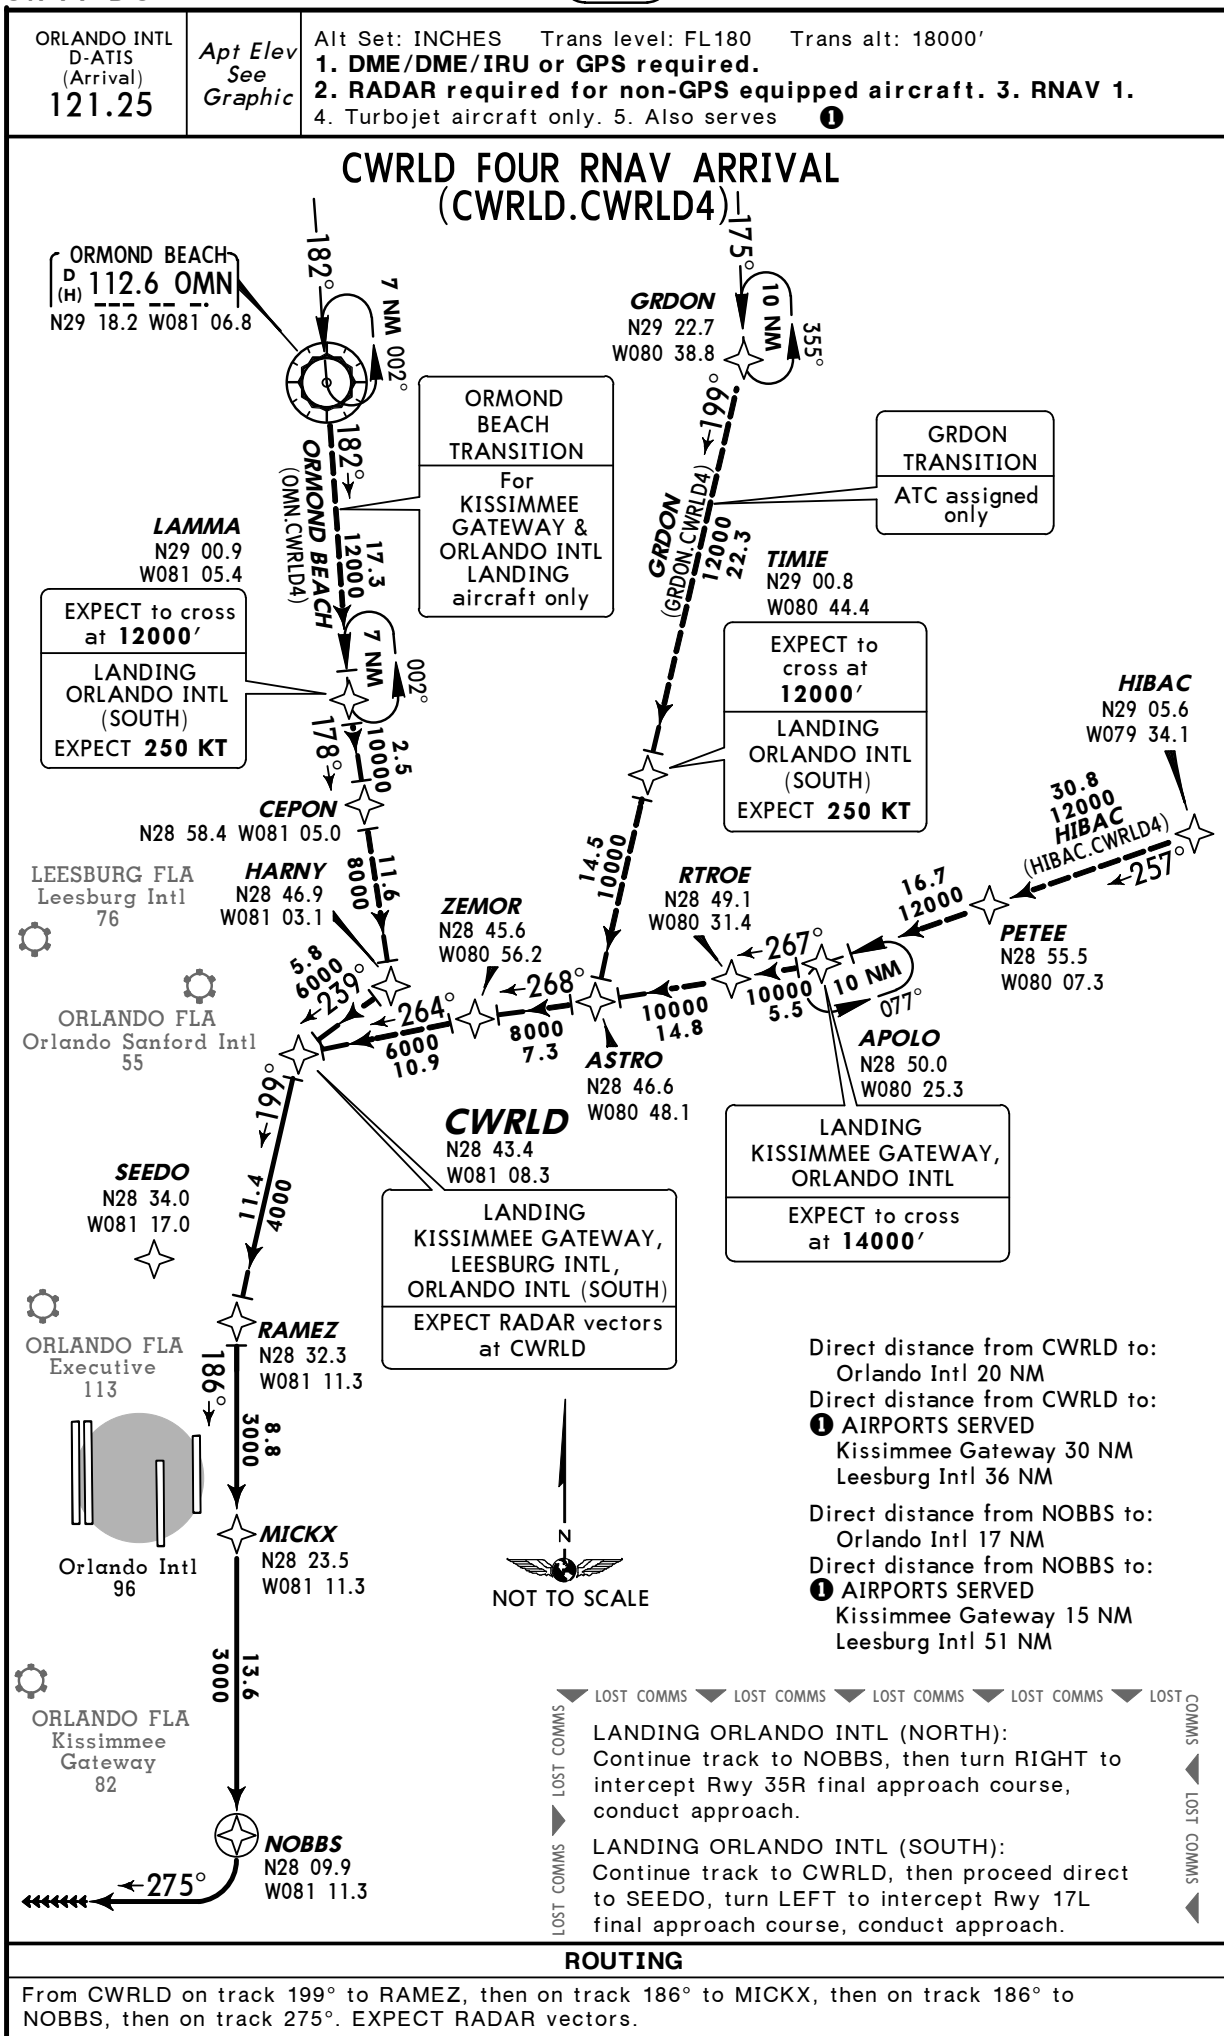 ORLANDO INTL
D-ATIS
(Arrival)
121.25
Apt Elev
See
Graphic
Alt Set: INCHES Trans level: FL180 Trans alt: 18000'
1. DME/DME/IRU or GPS required.
2. RADAR required for non-GPS equipped aircraft. 3. RNAV 1.
4. Turbojet aircraft only. 5. Also serves 1
CWRLD FOUR RNAV ARRIVAL
(CWRLD.CWRLD4)
182°
175°
ORMOND BEACH
D
(H) 112.6 OMN
N29 18.2 W081 06.8
7 NM 002°
GRDON
N29 22.7
W080 38.8
10 NM
355°
182°
ORMOND BEACH
(OMN.CWRLD4)
17.3
12000
ORMOND
BEACH
TRANSITION
For
KISSIMMEE
GATEWAY &
ORLANDO INTL
LANDING
aircraft only
199°
GRDON
(GRDON.CWRLD4)
12000
22.3
GRDON
TRANSITION
ATC assigned
only
LAMMA
N29 00.9
W081 05.4
EXPECT to cross
at 12000'
LANDING
ORLANDO INTL
(SOUTH)
EXPECT 250 KT
7 NM
002°
TIMIE
N29 00.8
W080 44.4
EXPECT to
cross at
12000'
LANDING
ORLANDO INTL
(SOUTH)
EXPECT 250 KT
HIBAC
N29 05.6
W079 34.1
178°
2.5
10000
CEPON
N28 58.4 W081 05.0
30.8
12000
HIBAC
(HIBAC.CWRLD4)
257°
LEESBURG FLA
Leesburg Intl
76
HARNY
N28 46.9
W081 03.1
11.6
8000
14.5
10000
ZEMOR
N28 45.6
W080 56.2
RTROE
N28 49.1
W080 31.4
16.7
12000
PETEE
N28 55.5
W080 07.3
5.8
6000
239°
264°
268°
267°
10 NM
077°
ORLANDO FLA
Orlando Sanford Intl
55
6000
10.9
8000
7.3
10000
14.8
10000
5.5
ASTRO
N28 46.6
W080 48.1
APOLO
N28 50.0
W080 25.3
LANDING
KISSIMMEE GATEWAY,
ORLANDO INTL
EXPECT to cross
at 14000'
199°
CWRLD
N28 43.4
W081 08.3
LANDING
KISSIMMEE GATEWAY,
LEESBURG INTL,
ORLANDO INTL (SOUTH)
EXPECT RADAR vectors
at CWRLD
SEEDO
N28 34.0
W081 17.0
11.4
4000
RAMEZ
N28 32.3
W081 11.3
ORLANDO FLA
Executive
113
186°
8.8
3000
Direct distance from CWRLD to:
Orlando Intl 20 NM
Direct distance from CWRLD to:
1 AIRPORTS SERVED
Kissimmee Gateway 30 NM
Leesburg Intl 36 NM
Direct distance from NOBBS to:
Orlando Intl 17 NM
Direct distance from NOBBS to:
1 AIRPORTS SERVED
Kissimmee Gateway 15 NM
Leesburg Intl 51 NM
MICKX
N28 23.5
W081 11.3
Orlando Intl
96
N
NOT TO SCALE
13.6
3000
ORLANDO FLA
Kissimmee
Gateway
82
NOBBS
N28 09.9
W081 11.3
275°
LOST COMMS LOST COMMS LOST COMMS LOST COMMS LOST COMMS
LOST COMMS
LOST COMMS
LOST COMMS
LANDING ORLANDO INTL (NORTH):
Continue track to NOBBS, then turn RIGHT to
intercept Rwy 35R final approach course,
conduct approach.
LANDING ORLANDO INTL (SOUTH):
Continue track to CWRLD, then proceed direct
to SEEDO, turn LEFT to intercept Rwy 17L
final approach course, conduct approach.
ROUTING
From CWRLD on track 199° to RAMEZ, then on track 186° to MICKX, then on track 186° to
NOBBS, then on track 275°. EXPECT RADAR vectors.